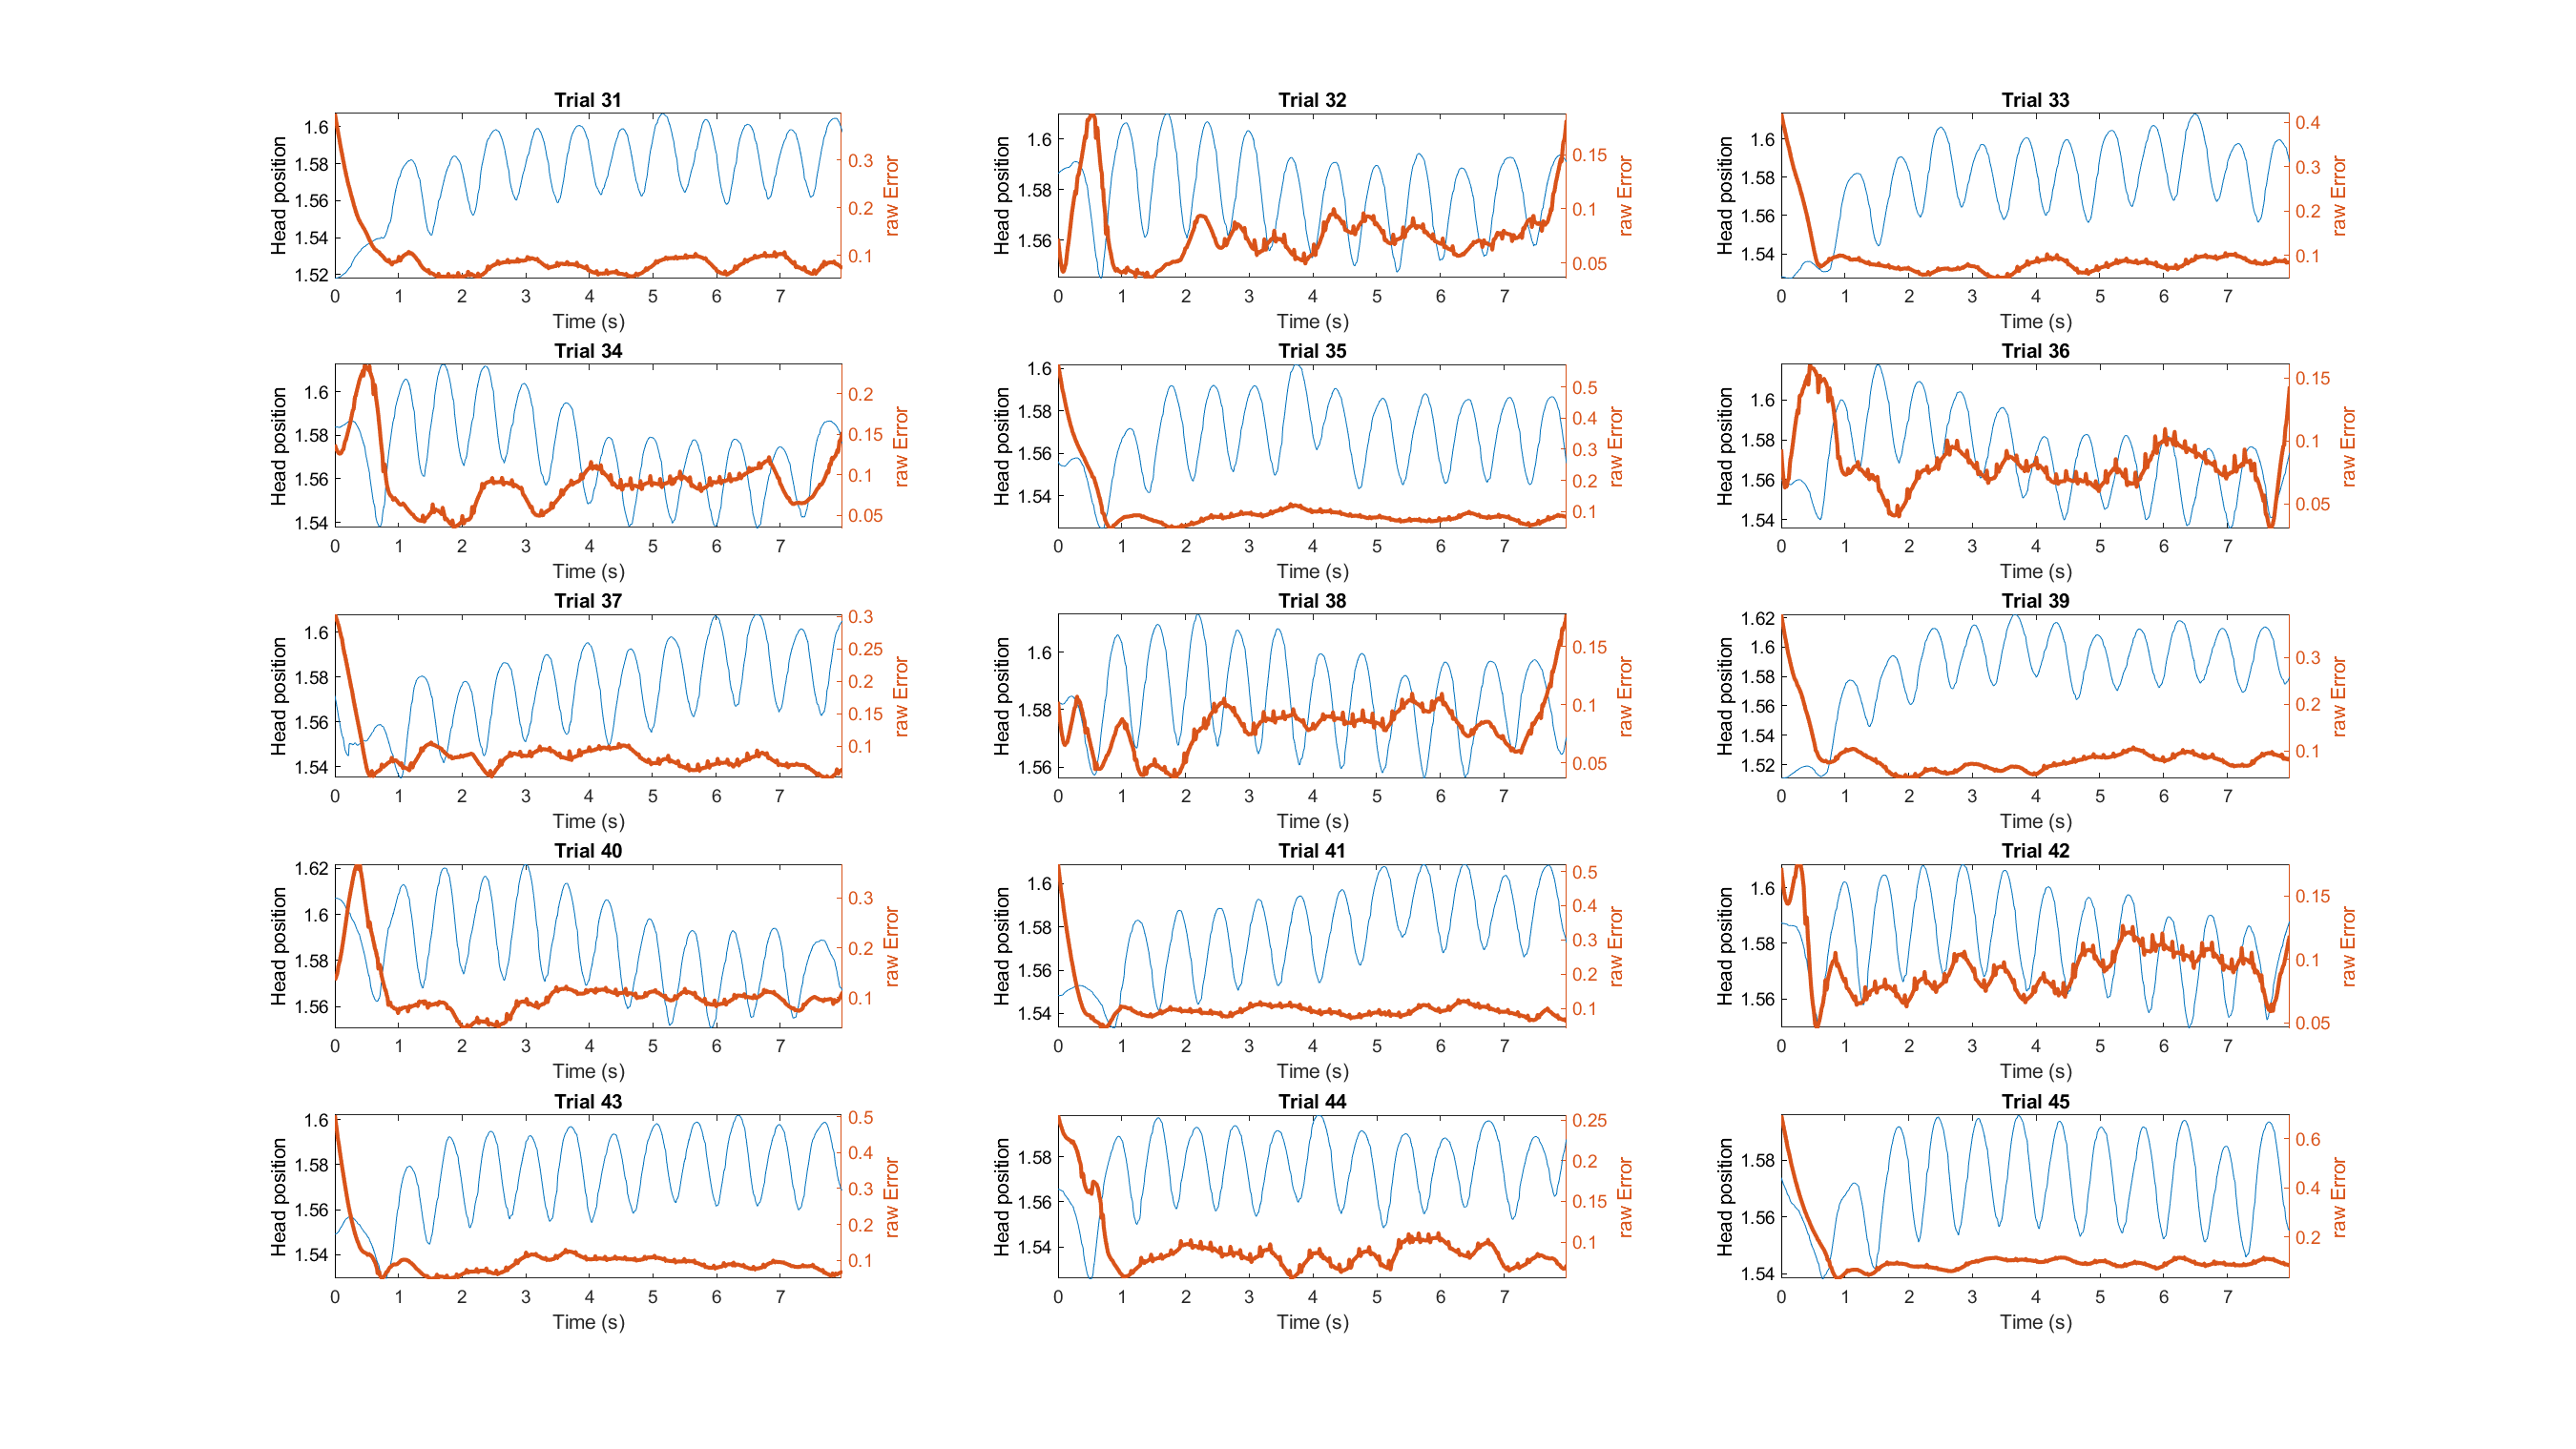 Trial 31
Head position
1.6
1.58
1.56
1.54
1.52
0.3
0.2
0.1
raw Error
0 1 2 3 4 5 6 7
Time (s)
Trial 32
Head position
1.6
1.58
1.56
0.15
0.1
0.05
raw Error
0 1 2 3 4 5 6 7
Time (s)
Trial 33
Head position
1.6
1.58
1.56
1.54
0.4
0.3
0.2
0.1
raw Error
0 1 2 3 4 5 6 7
Time (s)
Trial 34
Head position
1.6
1.58
1.56
1.54
0.2
0.15
0.1
0.05
raw Error
0 1 2 3 4 5 6 7
Time (s)
Trial 35
Head position
1.6
1.58
1.56
1.54
0.5
0.4
0.3
0.2
0.1
raw Error
0 1 2 3 4 5 6 7
Time (s)
Trial 36
Head position
1.6
1.58
1.56
1.54
0.15
0.1
0.05
raw Error
0 1 2 3 4 5 6 7
Time (s)
Trial 37
Head position
1.6
1.58
1.56
1.54
0.3
0.25
0.2
0.15
0.1
raw Error
0 1 2 3 4 5 6 7
Time (s)
Trial 38
Head position
1.6
1.58
1.56
0.15
0.1
0.05
raw Error
0 1 2 3 4 5 6 7
Time (s)
Trial 39
Head position
1.62
1.6
1.58
1.56
1.54
1.52
0.3
0.2
0.1
raw Error
0 1 2 3 4 5 6 7
Time (s)
Trial 40
Head position
1.62
1.6
1.58
1.56
0.3
0.2
0.1
raw Error
0 1 2 3 4 5 6 7
Time (s)
Trial 41
Head position
1.6
1.58
1.56
1.54
0.5
0.4
0.3
0.2
0.1
raw Error
0 1 2 3 4 5 6 7
Time (s)
Trial 42
Head position
1.6
1.58
1.56
0.15
0.1
0.05
raw Error
0 1 2 3 4 5 6 7
Time (s)
Trial 43
Head position
1.6
1.58
1.56
1.54
0.5
0.4
0.3
0.2
0.1
raw Error
0 1 2 3 4 5 6 7
Time (s)
Trial 44
Head position
1.58
1.56
1.54
0.25
0.2
0.15
0.1
raw Error
0 1 2 3 4 5 6 7
Time (s)
Trial 45
Head position
1.58
1.56
1.54
0.6
0.4
0.2
raw Error
0 1 2 3 4 5 6 7
Time (s)